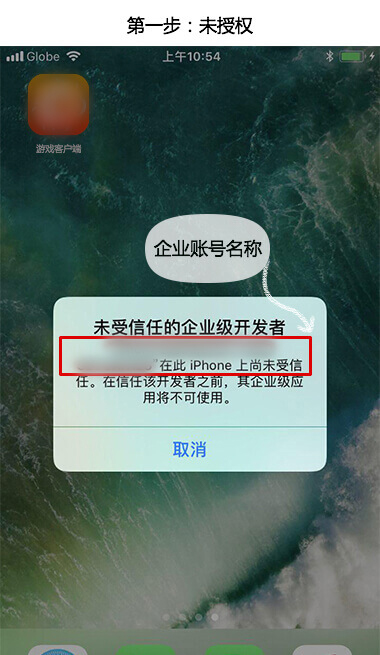 第一步：未授权
Globe
上午10:54
游戏客户端
企业账号名称
未受信任的企业级开发者
”在此 iPhone 上尚未受信
任。在信任该开发者之前，其企业级应
用将不可使用。
取消